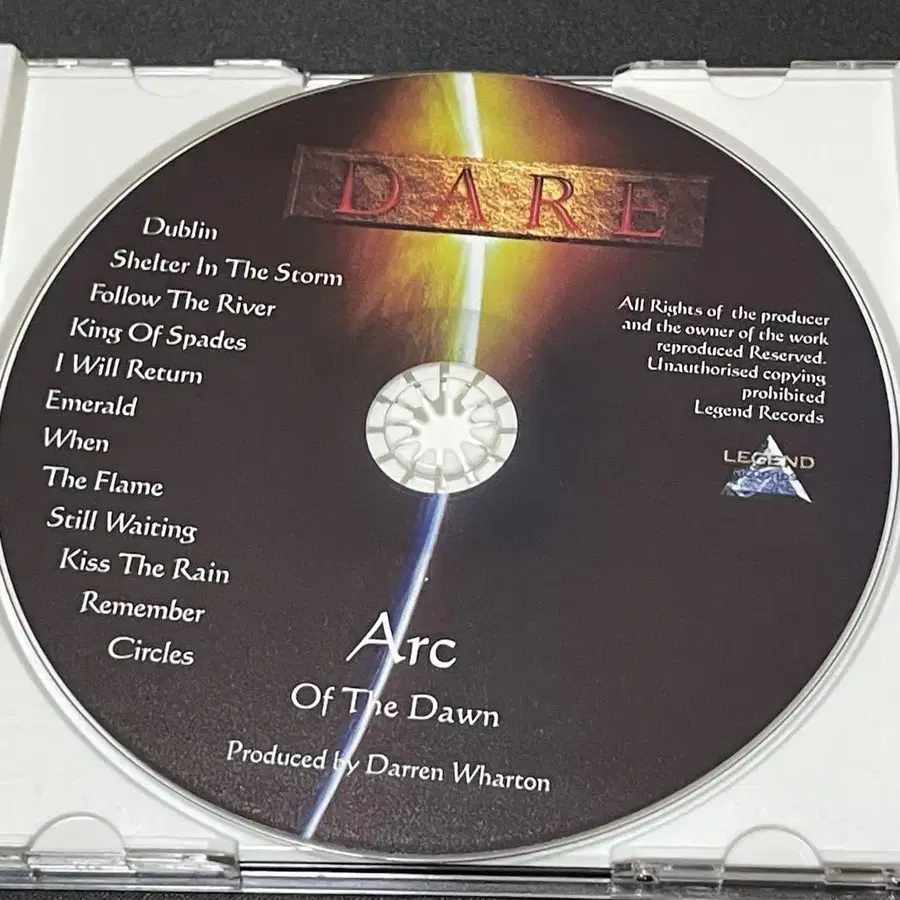 DARE
Dublin
Shelter In The Storm
Follow The River
King Of Spades
I Will Return
Emerald
When
The Flame
Still Waiting
Kiss The Rain
Remember
Circles
All Rights of the producer
and the owner of the work
reproduced Reserved.
Unauthorised copying
prohibited
Legend Records
LEGEND
Arc
Of The Dawn
Produced by Darren Wharton